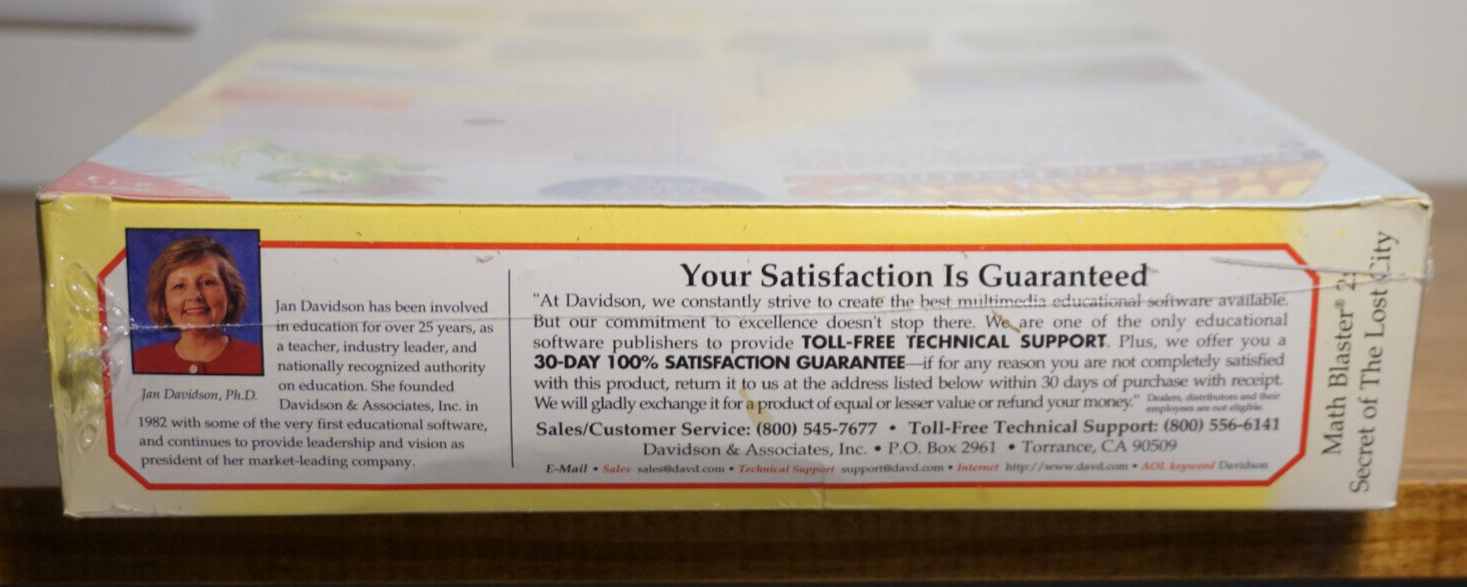 Jan Davidson has been involved
in education for over 25 years, as
a teacher, industry leader, and
nationally recognized authority
on education. She founded
Jan Davidson, Ph.D.
Davidson & Associates, Inc. in
1982 with some of the very first educational software,
and continues to provide leadership and vision as
president of her market-leading company.
Your Satisfaction Is Guaranteed
"At Davidson, we constantly strive to create the best multimedia educational software available.
But our commitment to excellence doesn't stop there. We are one of the only educational
software publishers to provide TOLL-FREE TECHNICAL SUPPORT. Plus, we offer you a
30-DAY 100% SATISFACTION GUARANTEE—if for any reason you are not completely satisfied
with this product, return it to us at the address listed below within 30 days of purchase with receipt.
We will gladly exchange it for a product of equal or lesser value or refund your money." Dealers, distributors and their
employees are not eligible.
Sales/Customer Service: (800) 545-7677 • Toll-Free Technical Support: (800) 556-6141
Davidson & Associates, Inc. • P.O. Box 2961 • Torrance, CA 90509
E-Mail • Sales sales@davd.com • Technical Support support@davd.com • Internet http://www.davd.com • AOL keyword Davidson
Math Blaster® 2:
Secret of The Lost City